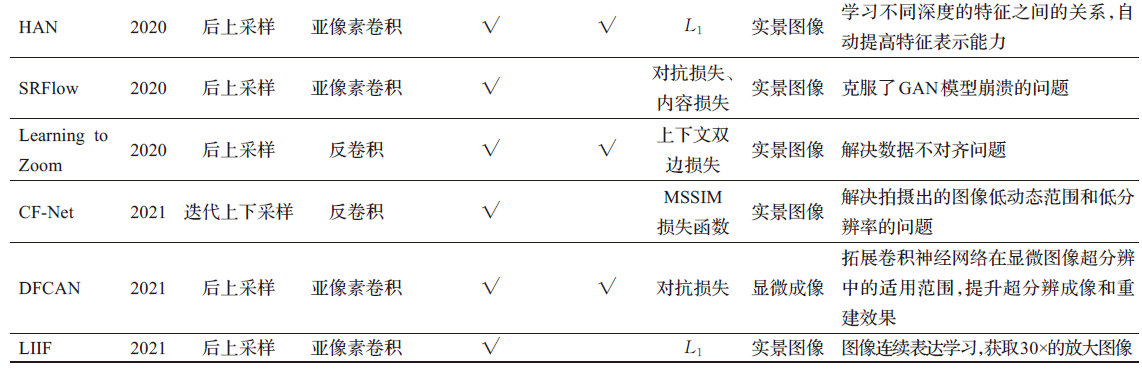 HAN 2020 后上采样 亚像素卷积 √ √ L1 实景图像 学习不同深度的特征之间的关系,自
动提高特征表示能力
SRFlow 2020 后上采样 亚像素卷积 √ 对抗损失、
内容损失 实景图像 克服了GAN模型崩溃的问题
Learning to
Zoom 2020 后上采样 反卷积 √ √ 上下文双
边损失 实景图像 解决数据不对齐问题
CF-Net 2021 迭代上下采样 反卷积 √ MSSIM
损失函数 实景图像 解决拍摄出的图像低动态范围和低分
辨率的问题
DFCAN 2021 后上采样 亚像素卷积 √ √ 对抗损失 显微成像 拓展卷积神经网络在显微图像超分辨
中的适用范围,提升超分辨成像和重
建效果
LIIF 2021 后上采样 亚像素卷积 √ L1 实景图像 图像连续表达学习,获取30×的放大图像